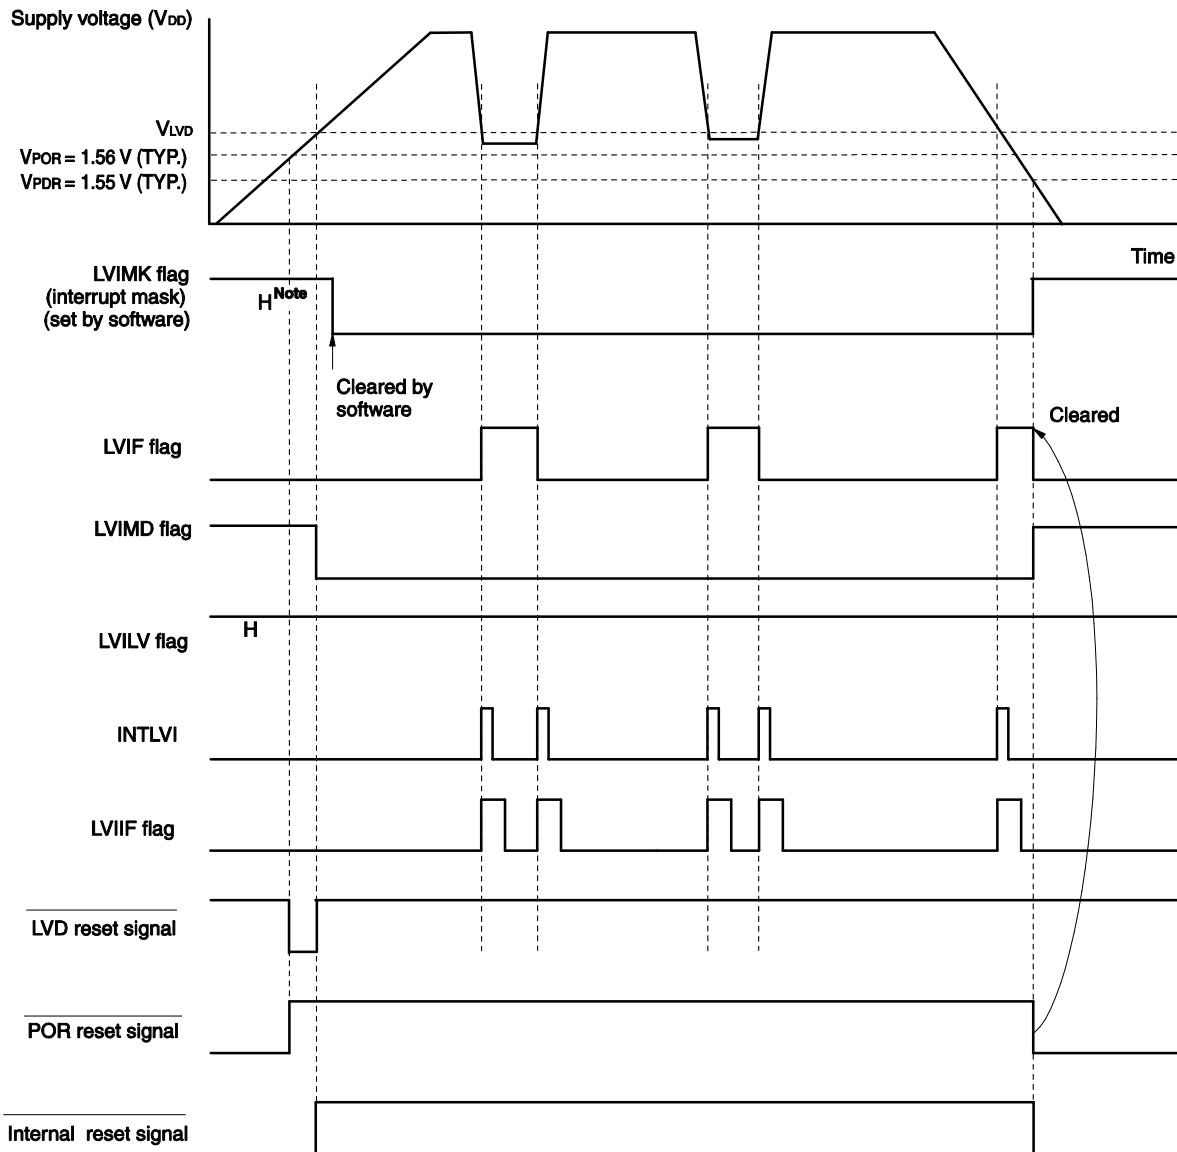 Supply voltage (VDD)
VLVD
VPOR = 1.56 V (TYP.)
VPDR = 1.55 V (TYP.)
Time
LVIMK flag
(interrupt mask)
(set by software)
H Note
Cleared by
software
Cleared
LVIF flag
LVIMD flag
H
LVILV flag
INTLVI
LVIIF flag
LVD reset signal
POR reset signal
Internal reset signal